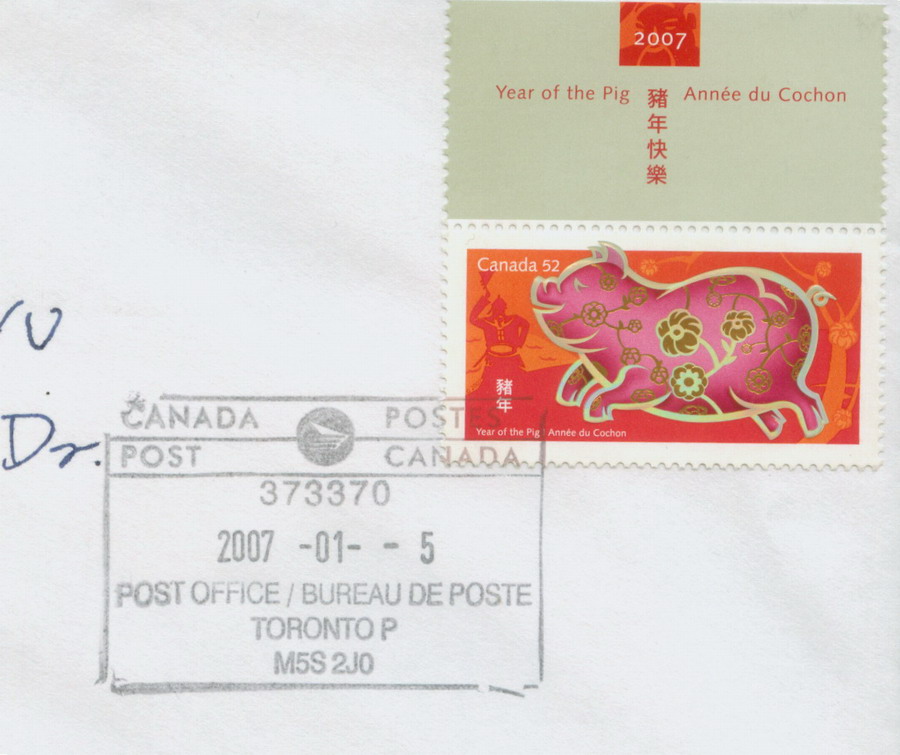 2007
Year of the Pig
豬年快樂
Année du Cochon
Canada 52
豬年
Year of the Pig | Année du Cochon
Dr.
CANADA POSTES
POST CANADA
373370
2007 -01- - 5
POST OFFICE / BUREAU DE POSTE
TORONTO P
M5S 2J0